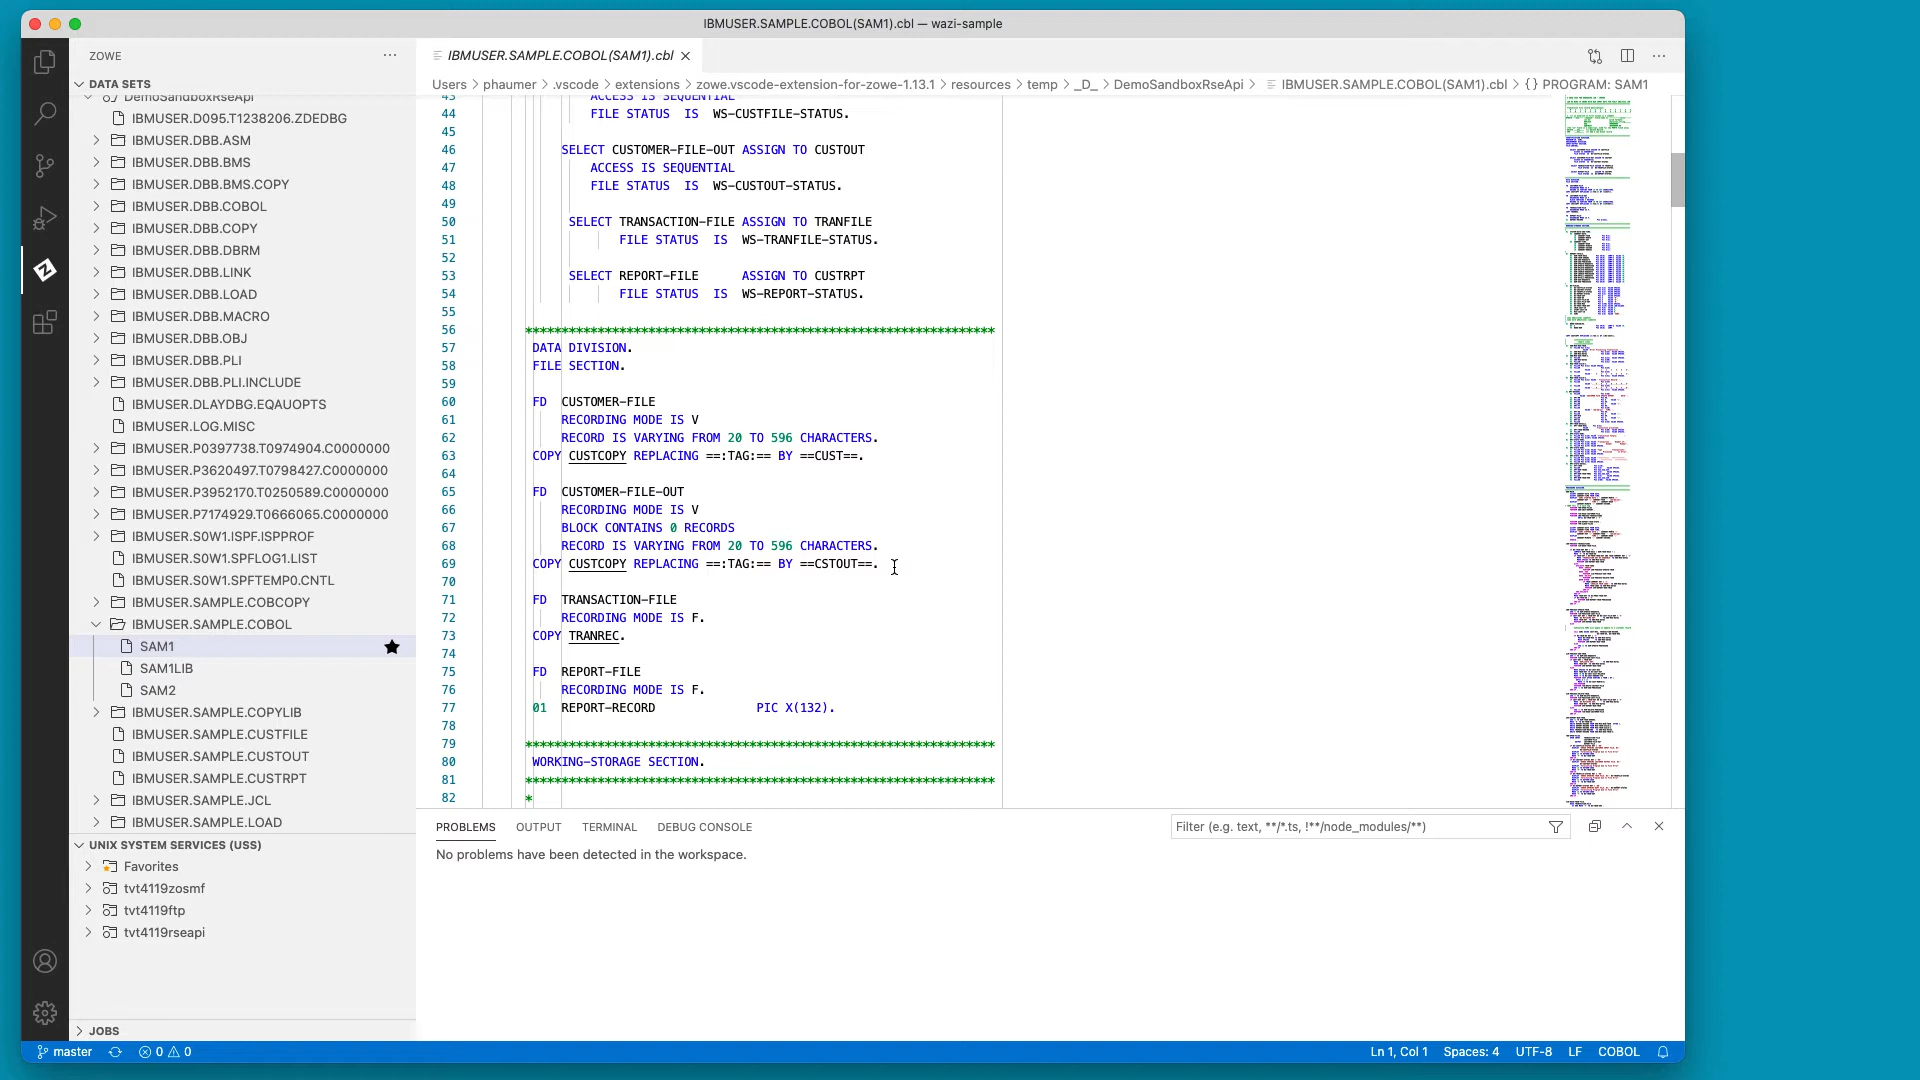 IBMUSER.SAMPLE.COBOL(SAM1).cbl — wazi-sample
ZOWE
IBMUSER.SAMPLE.COBOL(SAM1).cbl
DATA SETS
Users > phaumer > .vscode > extensions > zowe.vscode-extension-for-zowe-1.13.1 > resources > temp > _D_ > DemoSandboxRseApi > IBMUSER.SAMPLE.COBOL(SAM1).cbl > {} PROGRAM: SAM1
DemoSandboxRseApi
IBMUSER.D095.T1238206.ZDEDBG
IBMUSER.DBB.ASM
IBMUSER.DBB.BMS
IBMUSER.DBB.BMS.COPY
IBMUSER.DBB.COBOL
IBMUSER.DBB.COPY
IBMUSER.DBB.DBRM
IBMUSER.DBB.LINK
IBMUSER.DBB.LOAD
IBMUSER.DBB.MACRO
IBMUSER.DBB.OBJ
IBMUSER.DBB.PLI
IBMUSER.DBB.PLI.INCLUDE
IBMUSER.DLAYDBG.EQAUOPTS
IBMUSER.LOG.MISC
IBMUSER.P0397738.T0974904.C0000000
IBMUSER.P3620497.T0798427.C0000000
IBMUSER.P3952170.T0250589.C0000000
IBMUSER.P7174929.T0666065.C0000000
IBMUSER.S0W1.ISPF.ISPPROF
IBMUSER.S0W1.SPFLOG1.LIST
IBMUSER.S0W1.SPFTEMP0.CNTL
IBMUSER.SAMPLE.COBCOPY
IBMUSER.SAMPLE.COBOL
SAM1
SAM1LIB
SAM2
IBMUSER.SAMPLE.COPYLIB
IBMUSER.SAMPLE.CUSTFILE
IBMUSER.SAMPLE.CUSTOUT
IBMUSER.SAMPLE.CUSTRPT
IBMUSER.SAMPLE.JCL
IBMUSER.SAMPLE.LOAD
UNIX SYSTEM SERVICES (USS)
Favorites
tvt4119zosmf
tvt4119ftp
tvt4119rseapi
JOBS
43 ACCESS IS SEQUENTIAL
44 FILE STATUS IS WS-CUSTFILE-STATUS.
45
46 SELECT CUSTOMER-FILE-OUT ASSIGN TO CUSTOUT
47 ACCESS IS SEQUENTIAL
48 FILE STATUS IS WS-CUSTOUT-STATUS.
49
50 SELECT TRANSACTION-FILE ASSIGN TO TRANFILE
51 FILE STATUS IS WS-TRANFILE-STATUS.
52
53 SELECT REPORT-FILE ASSIGN TO CUSTRPT
54 FILE STATUS IS WS-REPORT-STATUS.
55
56 *****************************************************************
57 DATA DIVISION.
58 FILE SECTION.
59
60 FD CUSTOMER-FILE
61 RECORDING MODE IS V
62 RECORD IS VARYING FROM 20 TO 596 CHARACTERS.
63 COPY CUSTCOPY REPLACING ==:TAG:== BY ==CUST==.
64
65 FD CUSTOMER-FILE-OUT
66 RECORDING MODE IS V
67 BLOCK CONTAINS 0 RECORDS
68 RECORD IS VARYING FROM 20 TO 596 CHARACTERS.
69 COPY CUSTCOPY REPLACING ==:TAG:== BY ==CSTOUT==.
70
71 FD TRANSACTION-FILE
72 RECORDING MODE IS F.
73 COPY TRANREC.
74
75 FD REPORT-FILE
76 RECORDING MODE IS F.
77 01 REPORT-RECORD PIC X(132).
78
79 *****************************************************************
80 WORKING-STORAGE SECTION.
81 *****************************************************************
82 *
PROBLEMS OUTPUT TERMINAL DEBUG CONSOLE
Filter (e.g. text, **/*.ts, !**/node_modules/**)
No problems have been detected in the workspace.
master 0 0
Ln 1, Col 1 Spaces: 4 UTF-8 LF COBOL